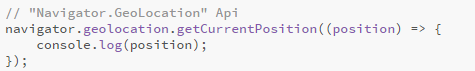 // "Navigator.GeoLocation" Api
navigator.geolocation.getCurrentPosition((position) => {
    console.log(position);
});